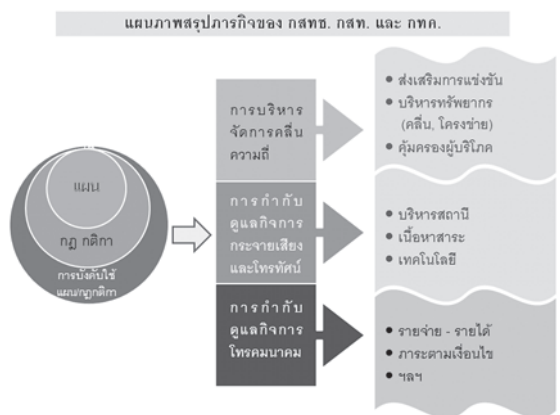 แผนภาพสรุปภารกิจของ กสทช. กสท. และ กทค.
แผน
กฎ กติกา
การบังคับใช้
แผน/กฎกติกา
การบริหาร
จัดการคลื่น
ความถี่
• ส่งเสริมการแข่งขัน
• บริหารทรัพยากร
(คลื่น, โครงข่าย)
• คุ้มครองผู้บริโภค
การกำกับ
ดูแลกิจการ
กระจายเสียง
และโทรทัศน์
• บริหารสถานี
• เนื้อหาสาระ
• เทคโนโลยี
การกำกับ
ดูแลกิจการ
โทรคมนาคม
• รายจ่าย - รายได้
• ภาระตามเงื่อนไข
• ฯลฯ